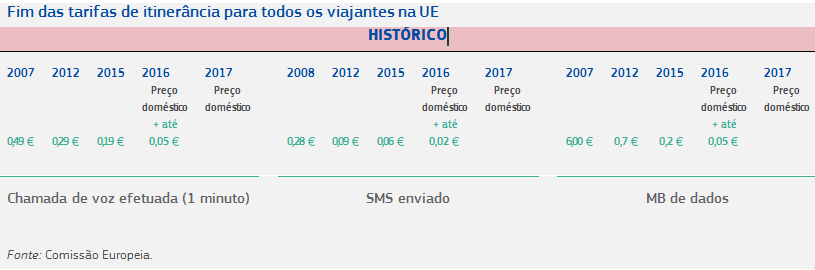 Fim das tarifas de itinerância para todos os viajantes na UE
HISTÓRICO
2007 2012 2015 2016 2017 2008 2012 2015 2016 2017 2007 2012 2015 2016 2017
Preço Preço Preço Preço Preço Preço
doméstico doméstico doméstico doméstico doméstico doméstico
+ até + até + até
0,49 € 0,29 € 0,19 € 0,05 € 0,28 € 0,09 € 0,06 € 0,02 € 6,00 € 0,7 € 0,2 € 0,05 €
Chamada de voz efetuada (1 minuto) SMS enviado MB de dados
Fonte: Comissão Europeia.